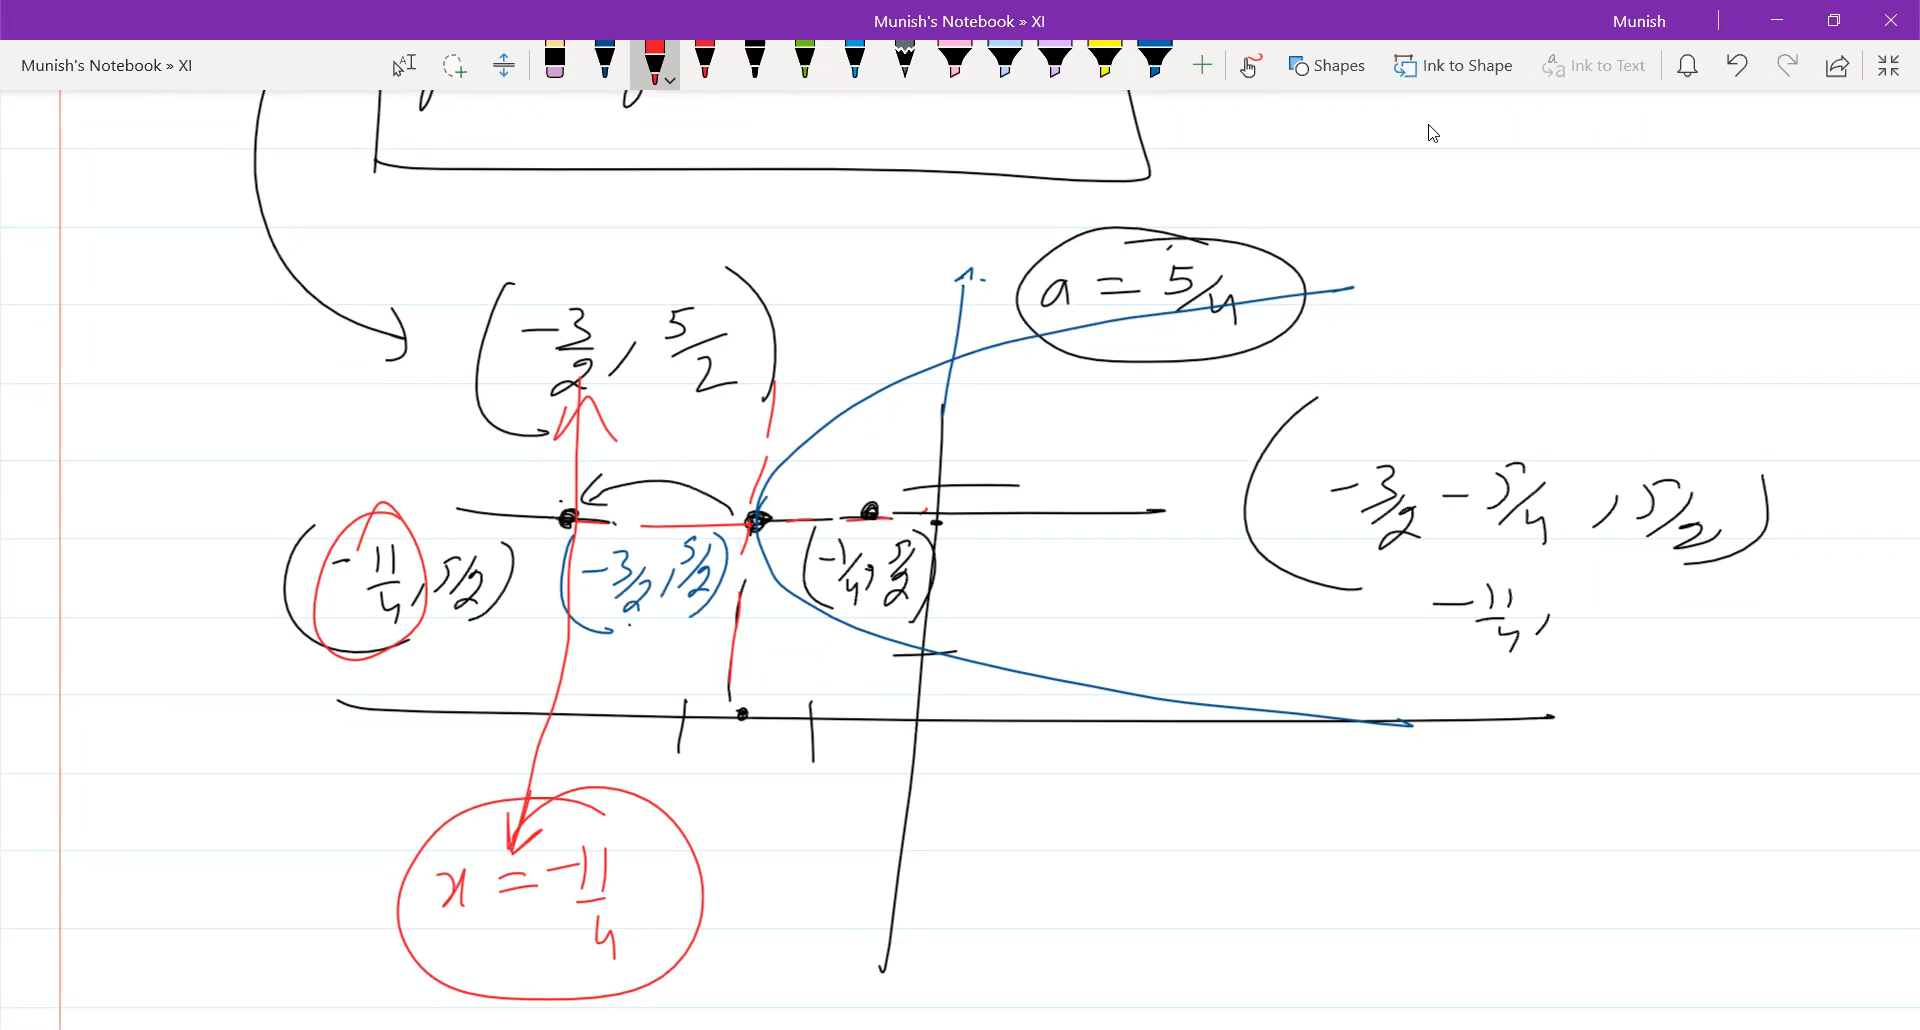 Munish's Notebook » XI
Munish
Munish's Notebook » XI
Shapes
Ink to Shape
Ink to Text
a = 5/4
(-3/2, 5/2)
(-3/2 - 5/4, 5/2)
-11/4,
(-11/4, 5/2)
(-3/2, 5/2)
(-1/4, 5/2)
x = -11/4